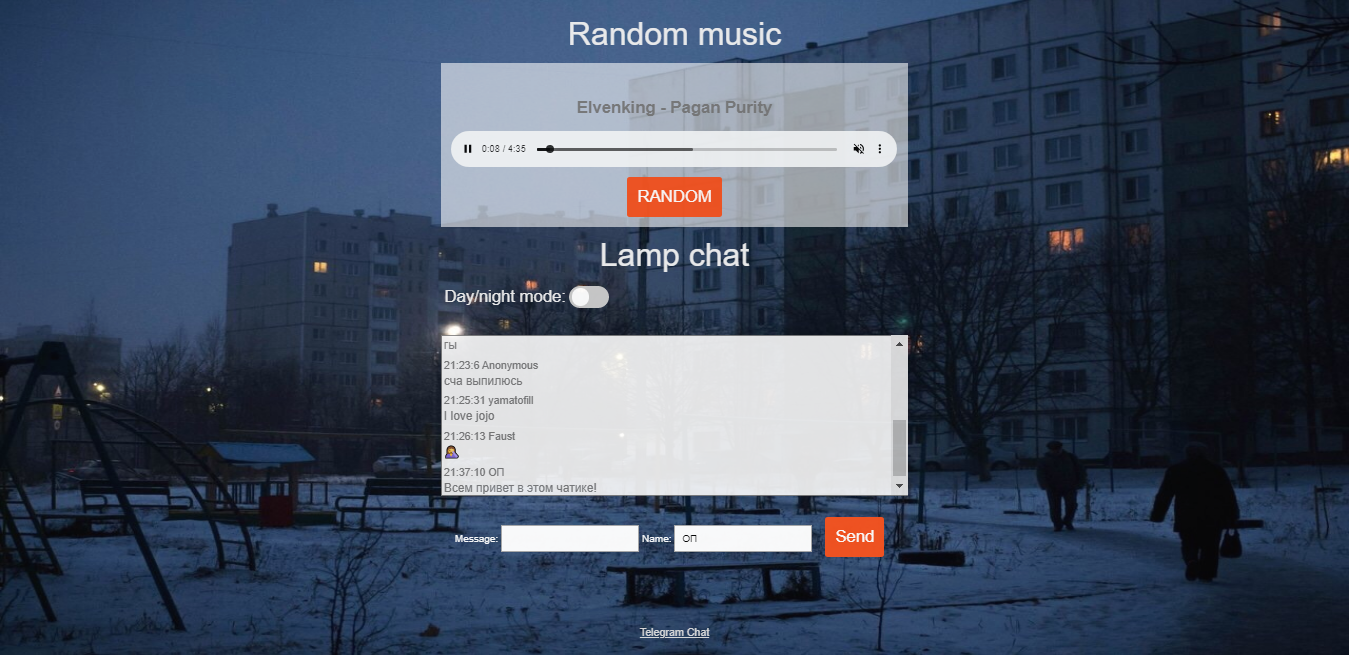 Random music
Elvenking - Pagan Purity
0:08 / 4:35
RANDOM
Lamp chat
Day/night mode:
гы
21:23:6 Anonymous
сча выпилюсь
21:25:31 yamatofill
I love jojo
21:26:13 Faust
🤦‍♀️
21:37:10 ОП
Всем привет в этом чатике!
Message: Name: ОП Send
Telegram Chat